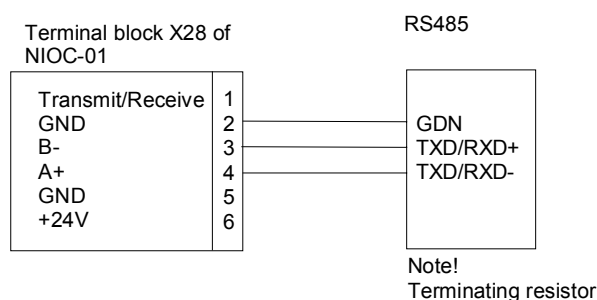 Terminal block X28 of
NIOC-01
RS485
Transmit/Receive 1
GND 2
B- 3
A+ 4
GND 5
+24V 6
GDN
TXD/RXD+
TXD/RXD-
Note!
Terminating resistor